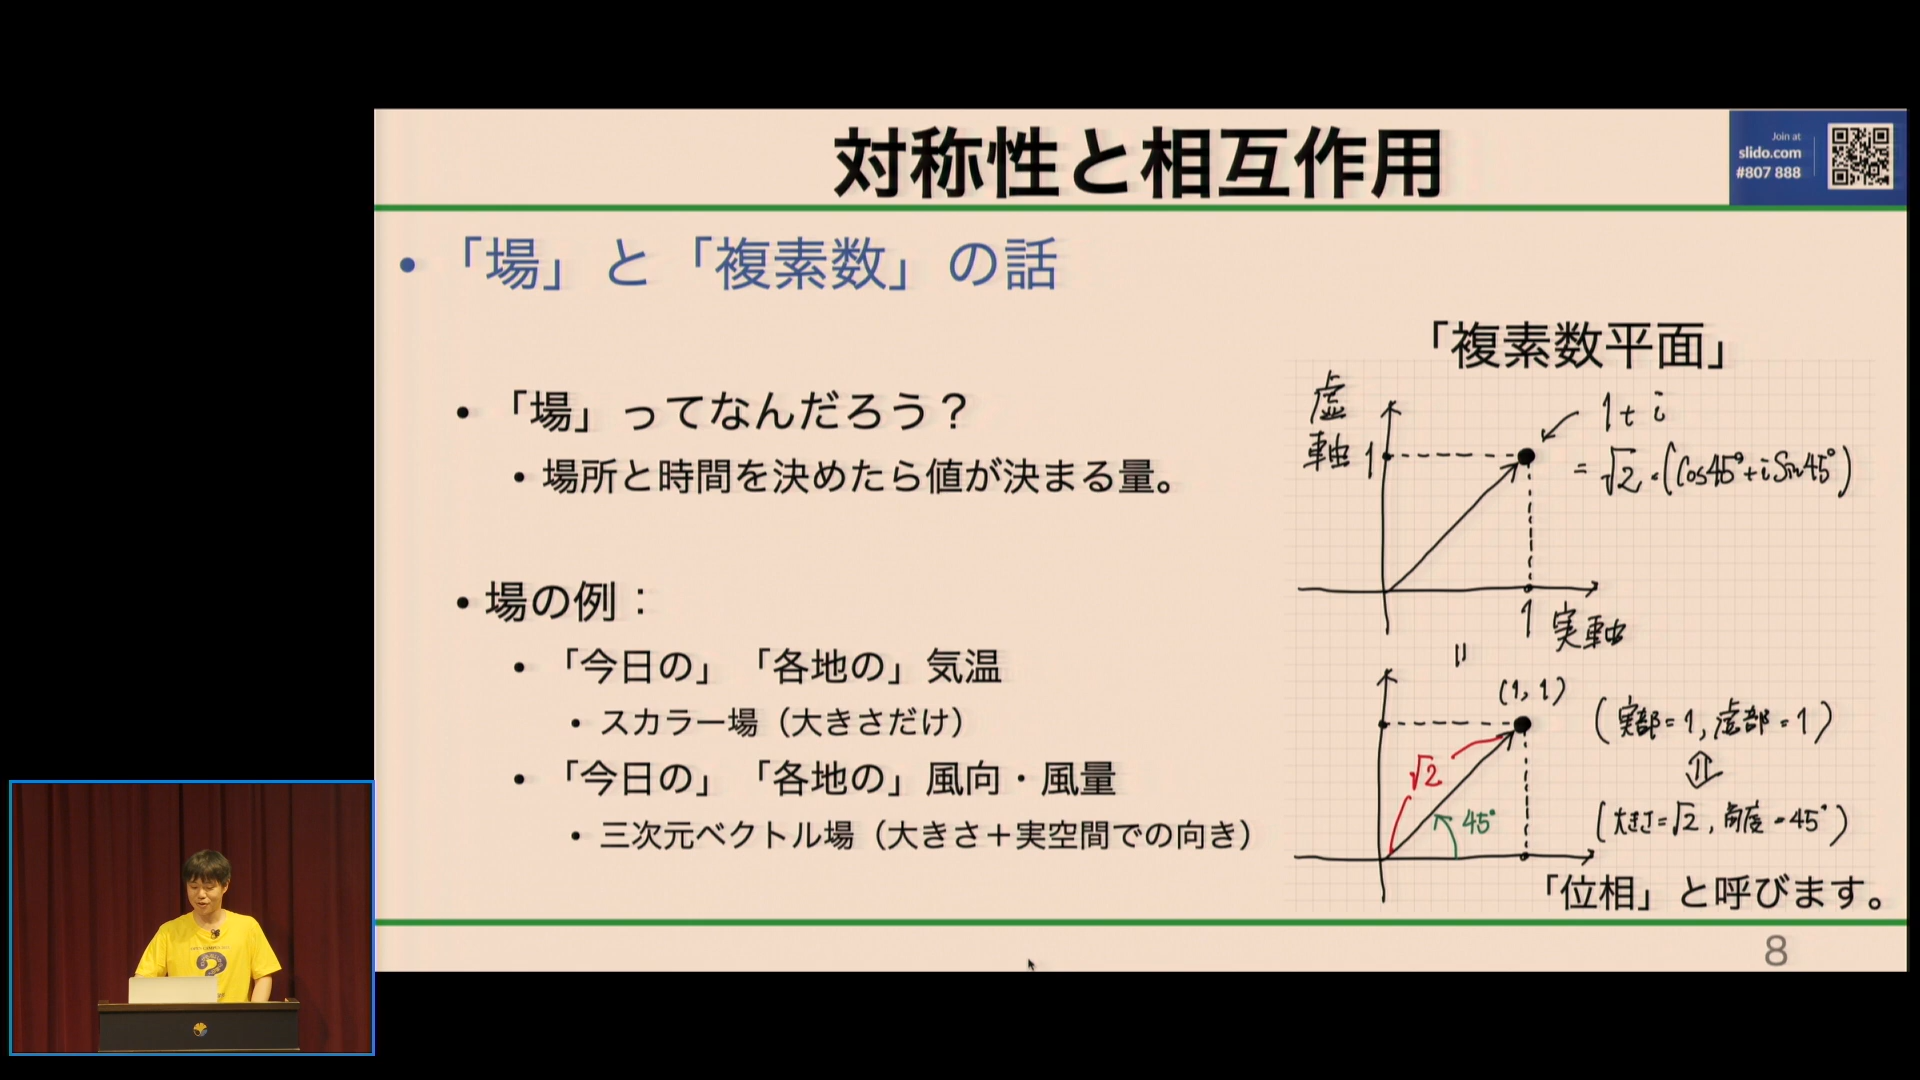 対称性と相互作用
Join at
slido.com
#807 888
•「場」と「複素数」の話
•「場」ってなんだろう？
•場所と時間を決めたら値が決まる量。
•場の例：
•「今日の」「各地の」気温
•スカラー場（大きさだけ）
•「今日の」「各地の」風向・風量
•三次元ベクトル場（大きさ＋実空間での向き）
「複素数平面」
虚軸
1
1+i
=√2・(Cos45°+iSin45°)
1
実軸
(1, 1)
(実部=1, 虚部=1)
√2
45°
(大きさ=√2, 角度=45°)
「位相」と呼びます。
8
?